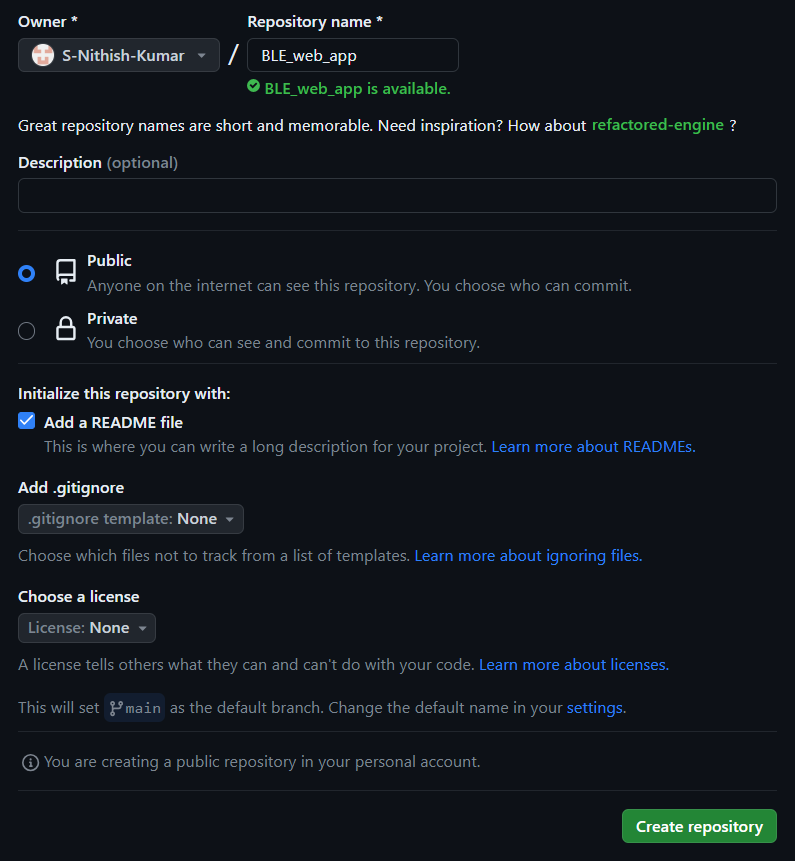 Owner * Repository name *
S-Nithish-Kumar / BLE_web_app
BLE_web_app is available.
Great repository names are short and memorable. Need inspiration? How about refactored-engine ?
Description (optional)
Public
Anyone on the internet can see this repository. You choose who can commit.
Private
You choose who can see and commit to this repository.
Initialize this repository with:
Add a README file
This is where you can write a long description for your project. Learn more about READMEs.
Add .gitignore
.gitignore template: None
Choose which files not to track from a list of templates. Learn more about ignoring files.
Choose a license
License: None
A license tells others what they can and can't do with your code. Learn more about licenses.
This will set main as the default branch. Change the default name in your settings.
You are creating a public repository in your personal account.
Create repository